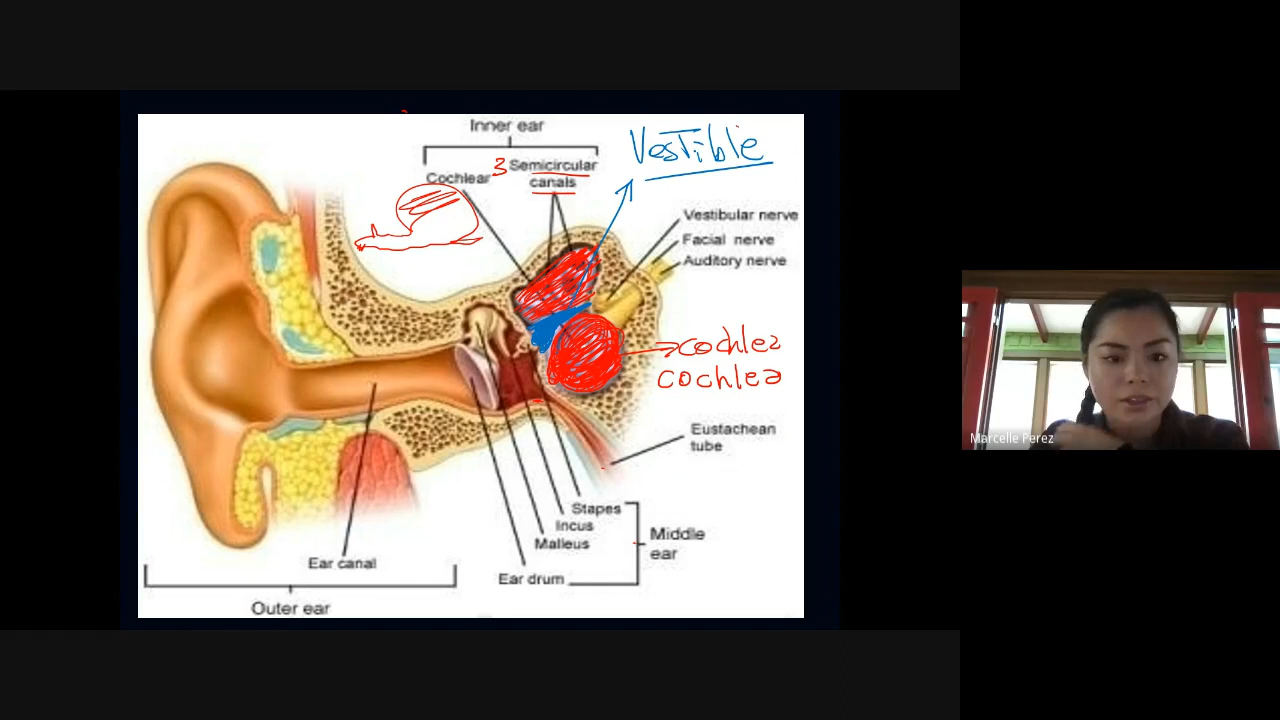 Inner ear
Vestible
3 Semicircular
canals
Cochlear
Vestibular nerve
Facial nerve
Auditory nerve
cochlea
cochlea
Marcelle Perez
Eustachean
tube
Stapes
Incus
Malleus
Middle
ear
Ear canal
Ear drum
Outer ear